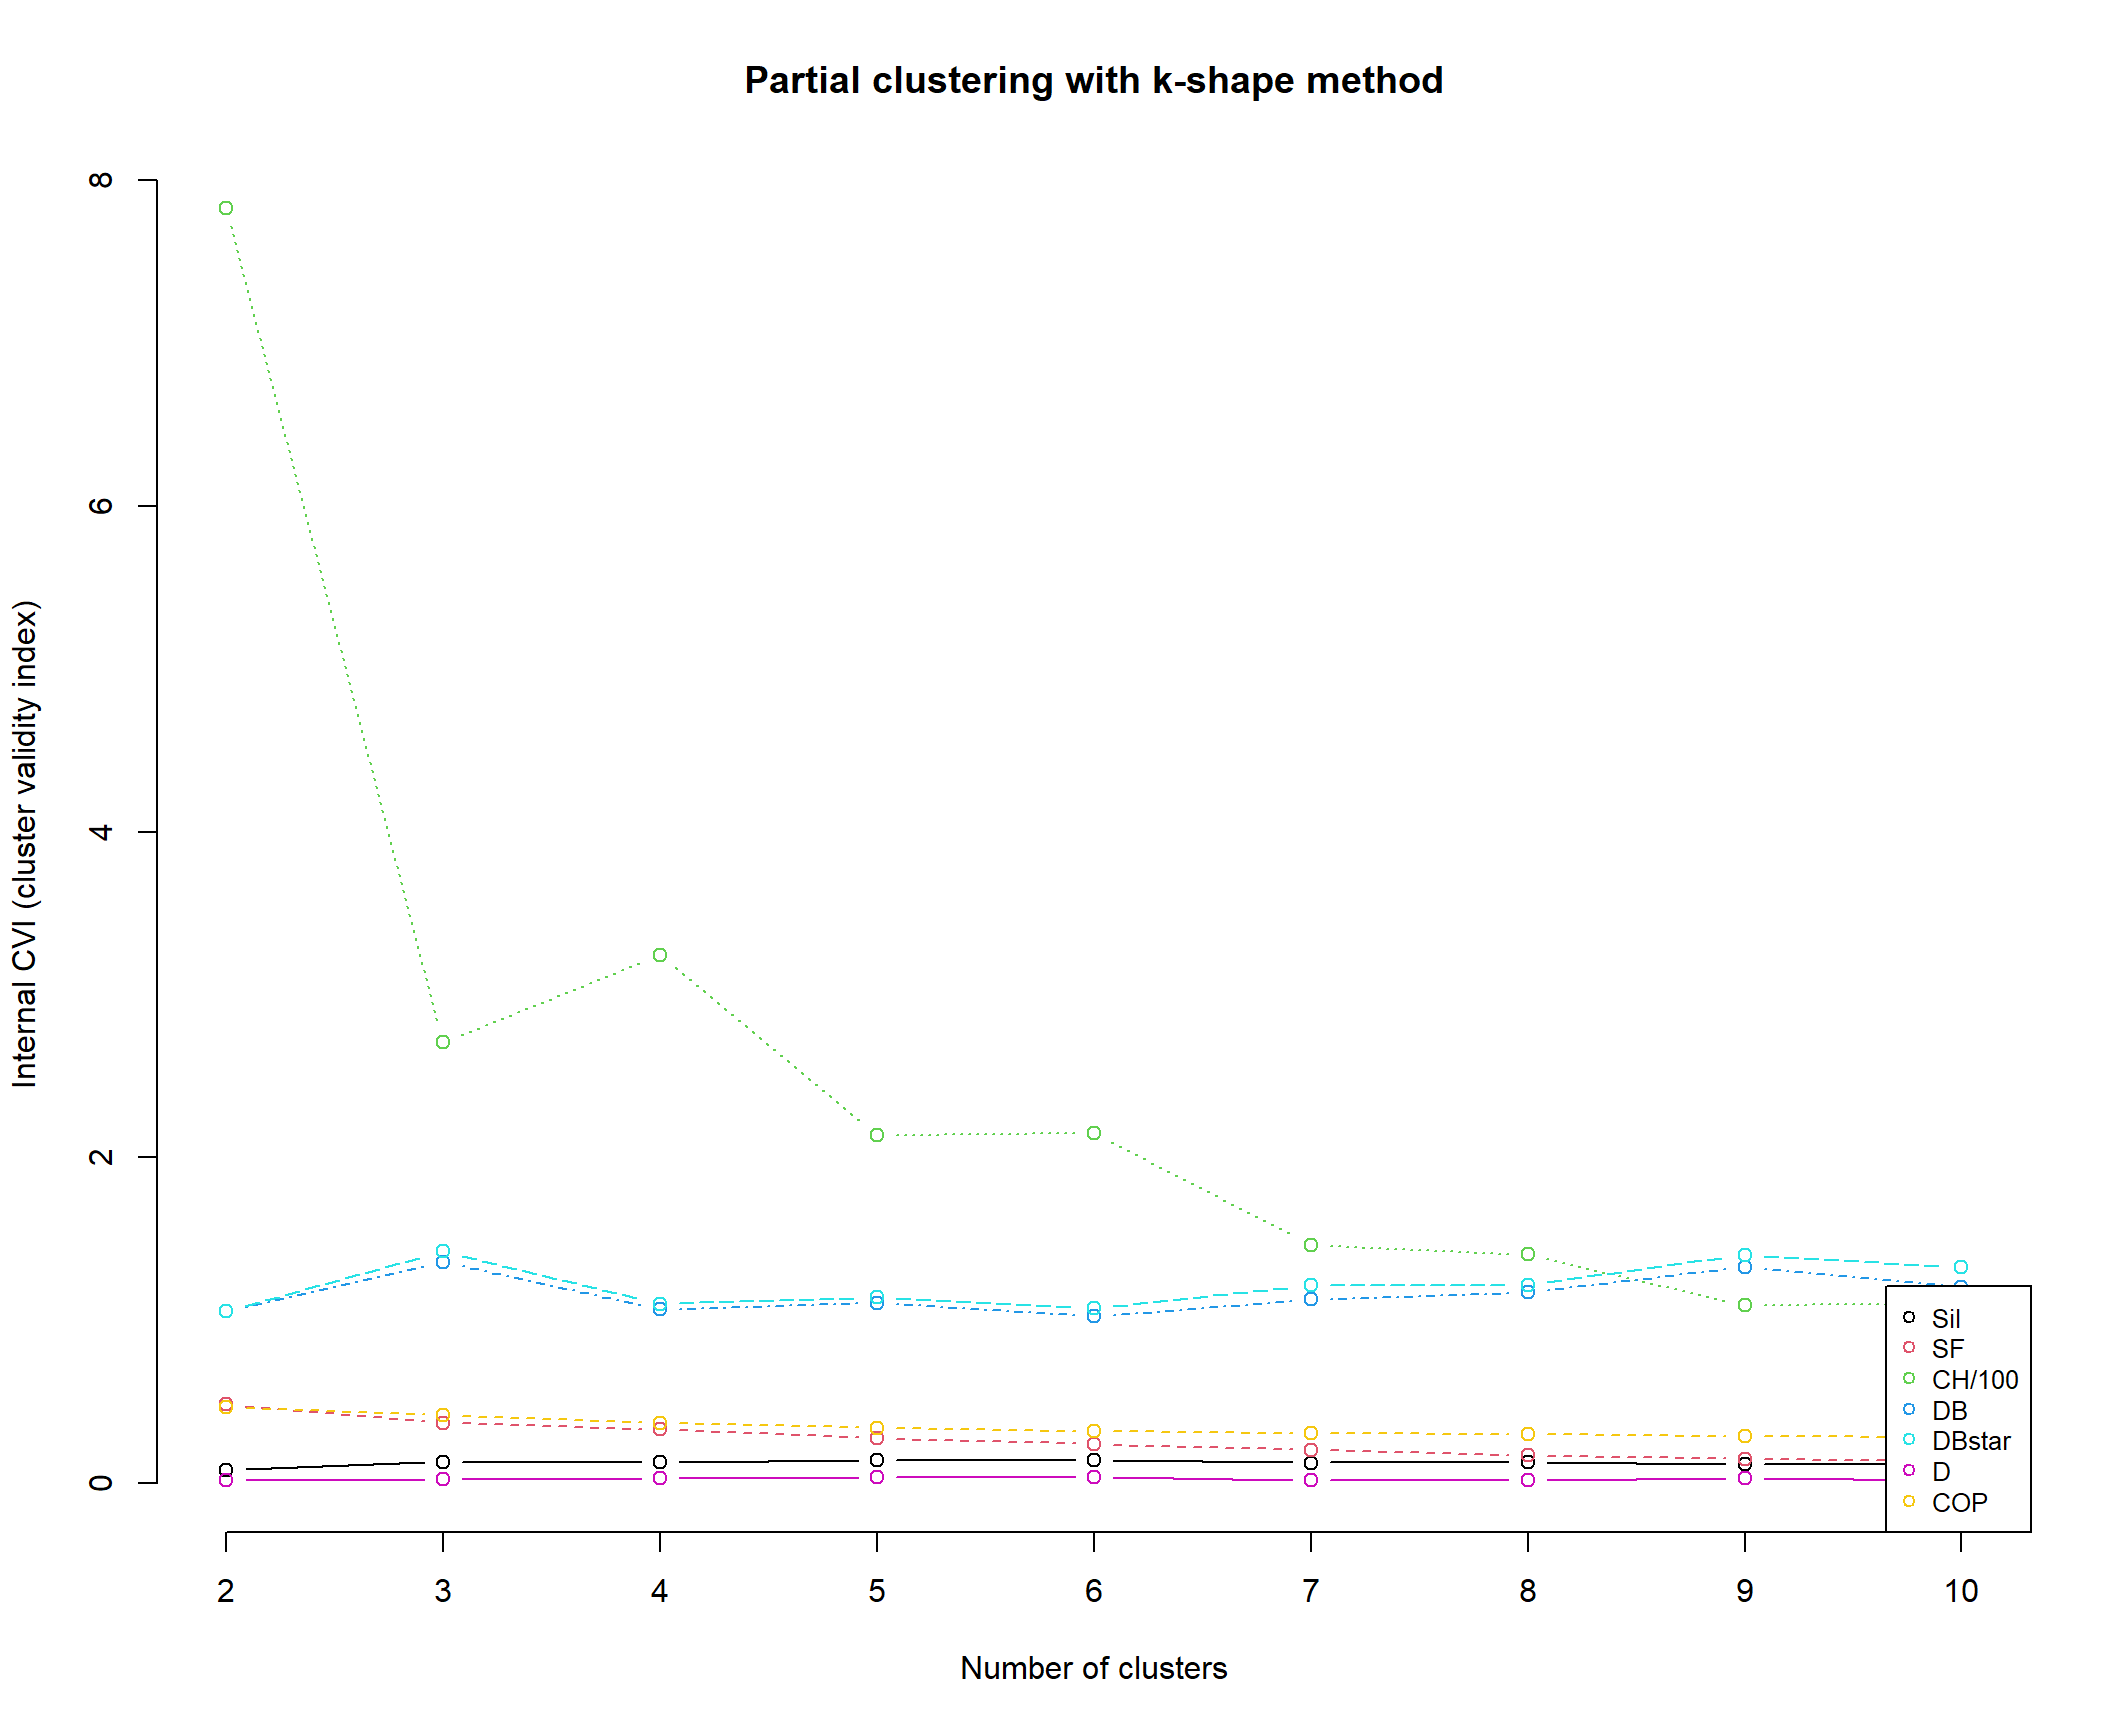 Partial clustering with k-shape method
Internal CVI (cluster validity index)
8
6
4
2
0
Sil
SF
CH/100
DB
DBstar
D
COP
2 3 4 5 6 7 8 9 10
Number of clusters